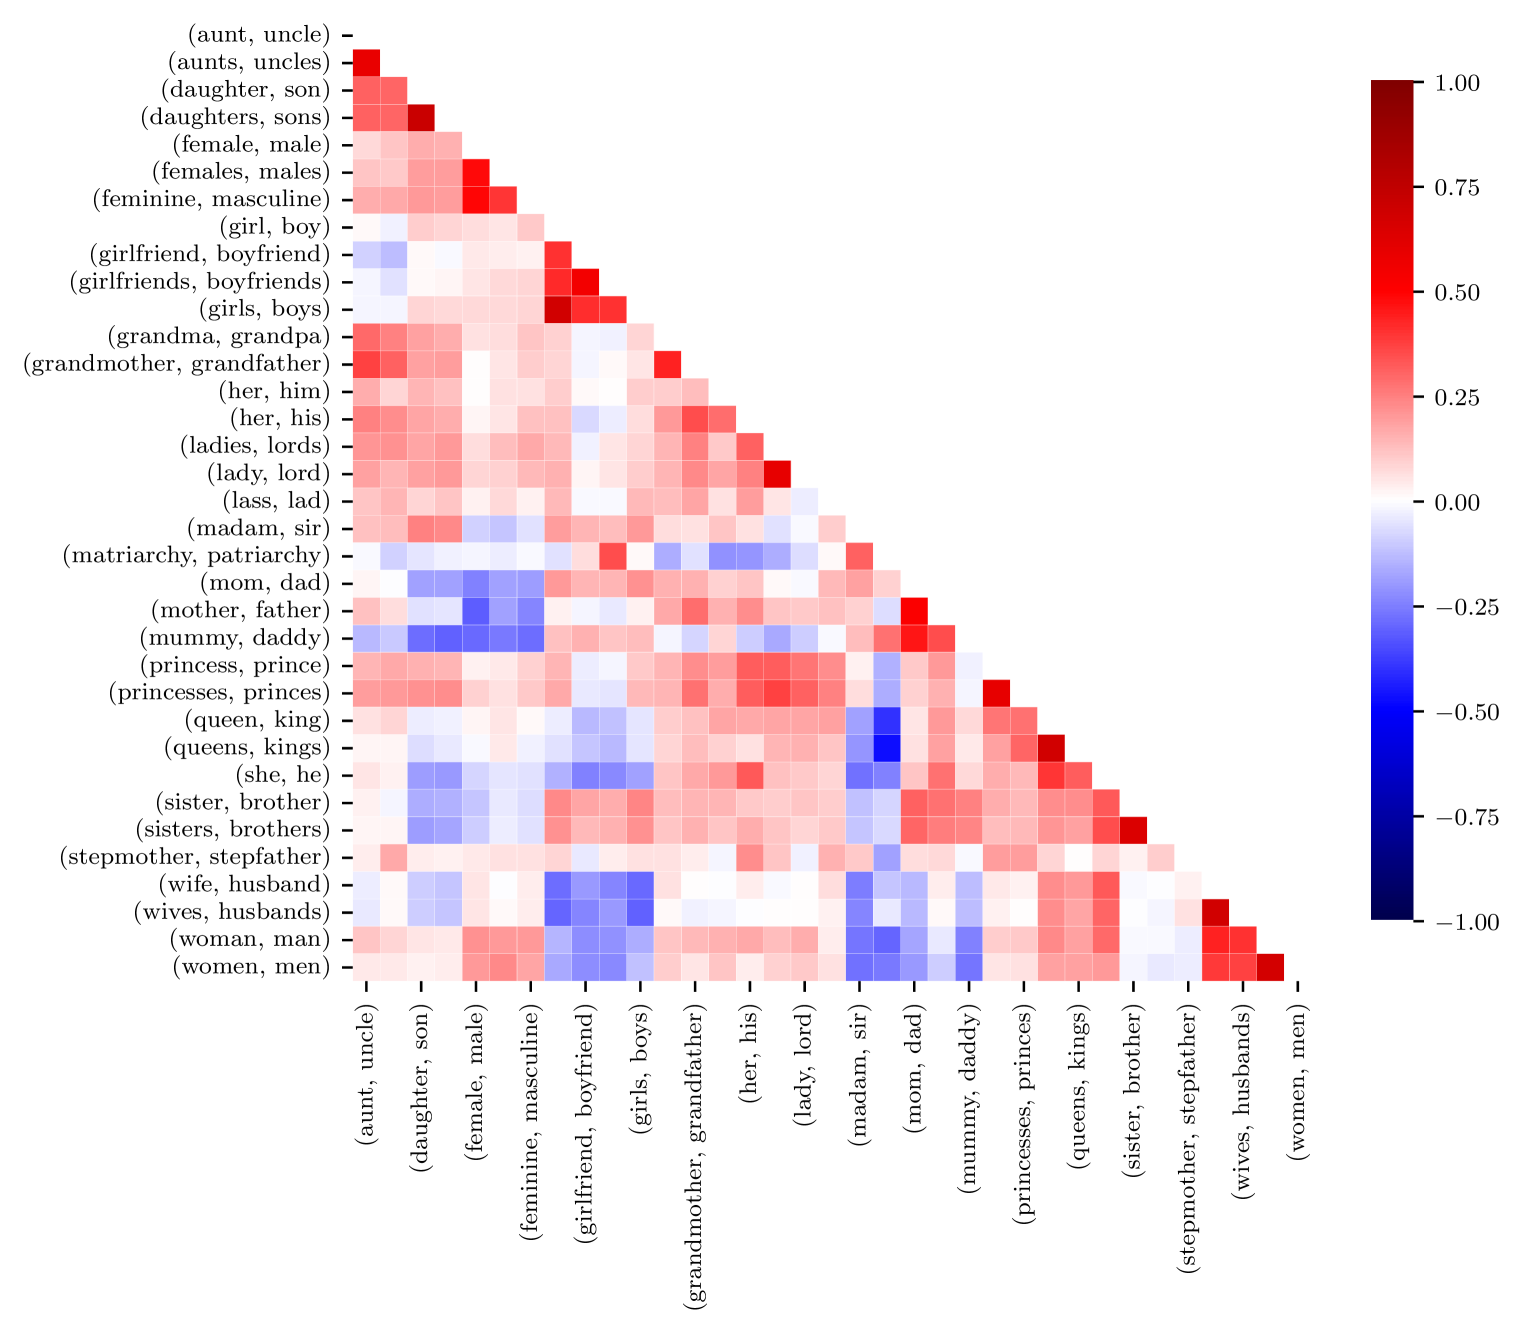 (aunt, uncle)
(aunts, uncles)
(daughter, son)
(daughters, sons)
(female, male)
(females, males)
(feminine, masculine)
(girl, boy)
(girlfriend, boyfriend)
(girlfriends, boyfriends)
(girls, boys)
(grandma, grandpa)
(grandmother, grandfather)
(her, him)
(her, his)
(ladies, lords)
(lady, lord)
(lass, lad)
(madam, sir)
(matriarchy, patriarchy)
(mom, dad)
(mother, father)
(mummy, daddy)
(princess, prince)
(princesses, princes)
(queen, king)
(queens, kings)
(she, he)
(sister, brother)
(sisters, brothers)
(stepmother, stepfather)
(wife, husband)
(wives, husbands)
(woman, man)
(women, men)
(aunt, uncle)
(daughter, son)
(female, male)
(feminine, masculine)
(girlfriend, boyfriend)
(girls, boys)
(grandmother, grandfather)
(her, his)
(lady, lord)
(madam, sir)
(mom, dad)
(mummy, daddy)
(princesses, princes)
(queens, kings)
(sister, brother)
(stepmother, stepfather)
(wives, husbands)
(women, men)
1.00
0.75
0.50
0.25
0.00
−0.25
−0.50
−0.75
−1.00